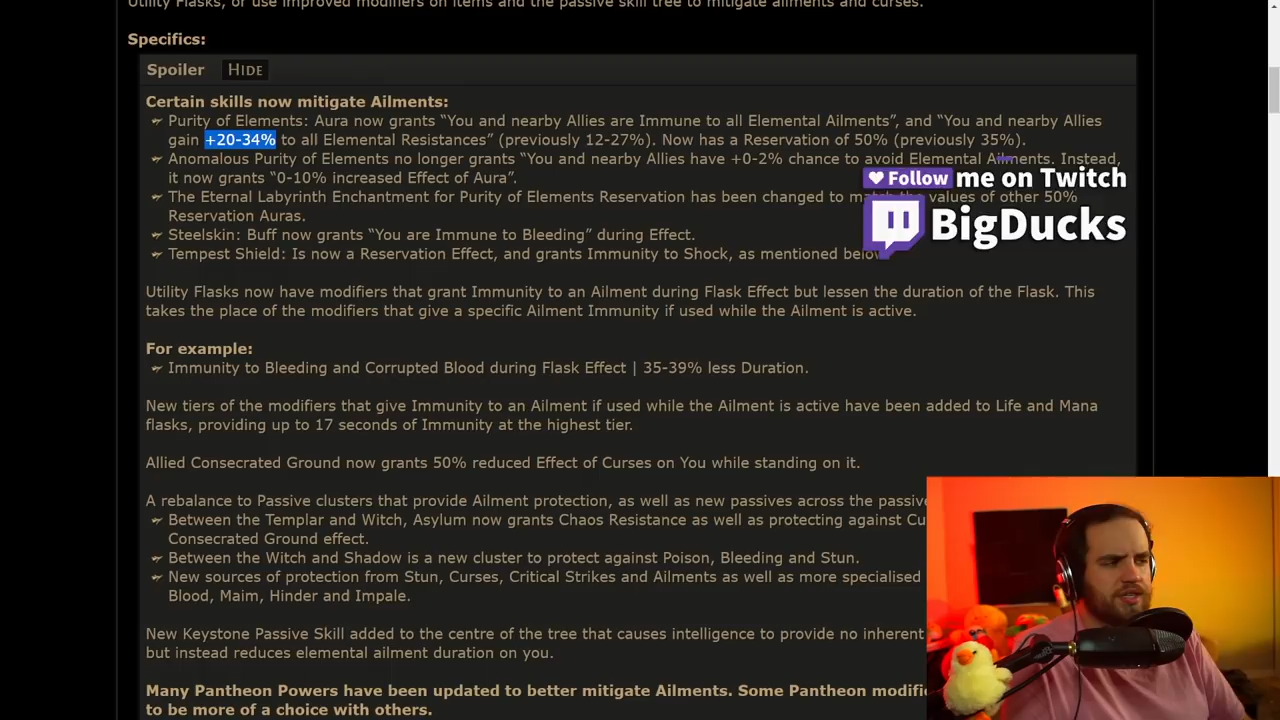 Utility Flasks, or use improved modifiers on items and the passive skill tree to mitigate ailments and curses.
Specifics:
Spoiler HIDE
Certain skills now mitigate Ailments:
Purity of Elements: Aura now grants “You and nearby Allies are Immune to all Elemental Ailments”, and “You and nearby Allies
gain +20-34% to all Elemental Resistances” (previously 12-27%). Now has a Reservation of 50% (previously 35%).
Anomalous Purity of Elements no longer grants “You and nearby Allies have +0-2% chance to avoid Elemental Ailments. Instead,
it now grants “0-10% increased Effect of Aura”.
The Eternal Labyrinth Enchantment for Purity of Elements Reservation has been changed to match the values of other 50%
Reservation Auras.
Steelskin: Buff now grants “You are Immune to Bleeding” during Effect.
Tempest Shield: Is now a Reservation Effect, and grants Immunity to Shock, as mentioned below
Follow me on Twitch
BigDucks
Utility Flasks now have modifiers that grant Immunity to an Ailment during Flask Effect but lessen the duration of the Flask. This
takes the place of the modifiers that give a specific Ailment Immunity if used while the Ailment is active.
For example:
Immunity to Bleeding and Corrupted Blood during Flask Effect | 35-39% less Duration.
New tiers of the modifiers that give Immunity to an Ailment if used while the Ailment is active have been added to Life and Mana
flasks, providing up to 17 seconds of Immunity at the highest tier.
Allied Consecrated Ground now grants 50% reduced Effect of Curses on You while standing on it.
A rebalance to Passive clusters that provide Ailment protection, as well as new passives across the passive
Between the Templar and Witch, Asylum now grants Chaos Resistance as well as protecting against Cu
Consecrated Ground effect.
Between the Witch and Shadow is a new cluster to protect against Poison, Bleeding and Stun.
New sources of protection from Stun, Curses, Critical Strikes and Ailments as well as more specialised
Blood, Maim, Hinder and Impale.
New Keystone Passive Skill added to the centre of the tree that causes intelligence to provide no inherent
but instead reduces elemental ailment duration on you.
Many Pantheon Powers have been updated to better mitigate Ailments. Some Pantheon modifi
to be more of a choice with others.